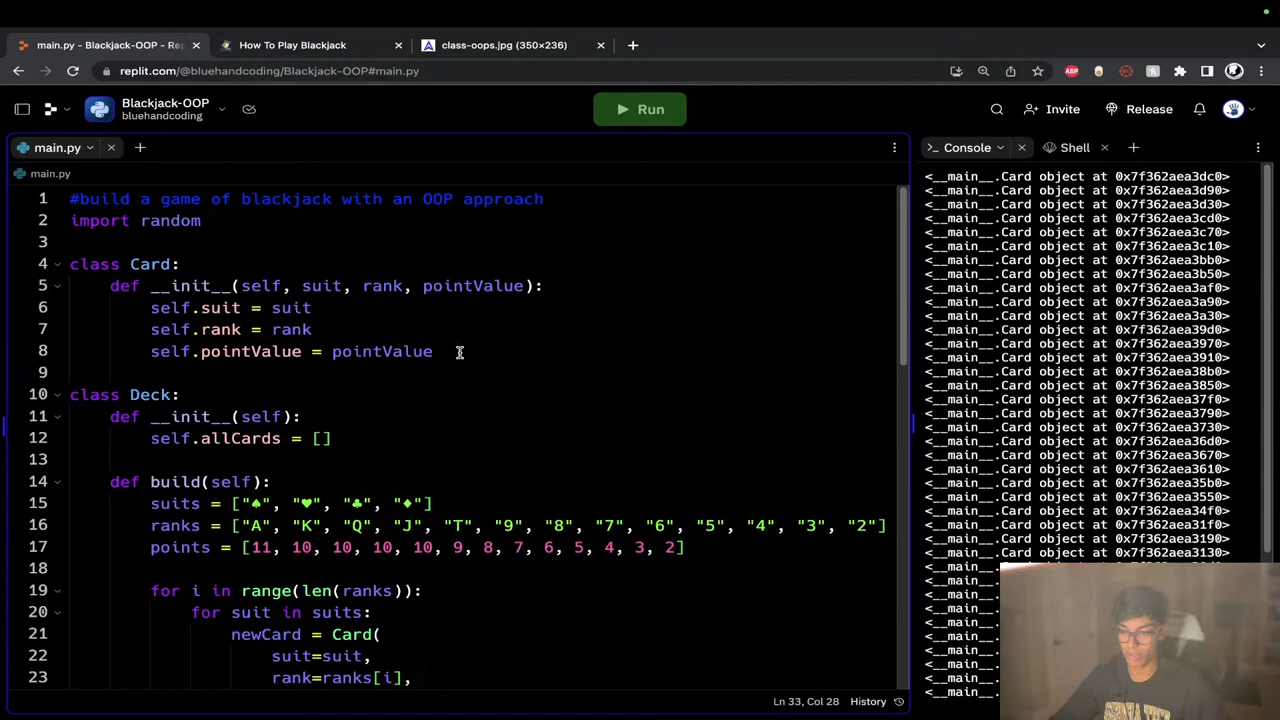 main.py - Blackjack-OOP - Rep
How To Play Blackjack
class-oops.jpg (350×236)
replit.com/@bluehandcoding/Blackjack-OOP#main.py
ABP
Blackjack-OOP
bluehandcoding
Run
Invite
Release
main.py
Console
Shell
main.py
1 #build a game of blackjack with an OOP approach
2 import random
3
4 class Card:
5 def __init__(self, suit, rank, pointValue):
6 self.suit = suit
7 self.rank = rank
8 self.pointValue = pointValue
9
10 class Deck:
11 def __init__(self):
12 self.allCards = []
13
14 def build(self):
15 suits = ["♠", "♥", "♣", "♦"]
16 ranks = ["A", "K", "Q", "J", "T", "9", "8", "7", "6", "5", "4", "3", "2"]
17 points = [11, 10, 10, 10, 10, 9, 8, 7, 6, 5, 4, 3, 2]
18
19 for i in range(len(ranks)):
20 for suit in suits:
21 newCard = Card(
22 suit=suit,
23 rank=ranks[i],
<__main__.Card object at 0x7f362aea3dc0>
<__main__.Card object at 0x7f362aea3d90>
<__main__.Card object at 0x7f362aea3d30>
<__main__.Card object at 0x7f362aea3cd0>
<__main__.Card object at 0x7f362aea3c70>
<__main__.Card object at 0x7f362aea3c10>
<__main__.Card object at 0x7f362aea3bb0>
<__main__.Card object at 0x7f362aea3b50>
<__main__.Card object at 0x7f362aea3af0>
<__main__.Card object at 0x7f362aea3a90>
<__main__.Card object at 0x7f362aea3a30>
<__main__.Card object at 0x7f362aea39d0>
<__main__.Card object at 0x7f362aea3970>
<__main__.Card object at 0x7f362aea3910>
<__main__.Card object at 0x7f362aea38b0>
<__main__.Card object at 0x7f362aea3850>
<__main__.Card object at 0x7f362aea37f0>
<__main__.Card object at 0x7f362aea3790>
<__main__.Card object at 0x7f362aea3730>
<__main__.Card object at 0x7f362aea36d0>
<__main__.Card object at 0x7f362aea3670>
<__main__.Card object at 0x7f362aea3610>
<__main__.Card object at 0x7f362aea35b0>
<__main__.Card object at 0x7f362aea3550>
<__main__.Card object at 0x7f362aea34f0>
<__main__.Card object at 0x7f362aea31f0>
<__main__.Card object at 0x7f362aea3190>
<__main__.Card object at 0x7f362aea3130>
<__main__
<__main__
<__main__
<__main__
<__main__
<__main__
<__main__
<__main__
<__main__
<__main__
Ln 33, Col 28
History